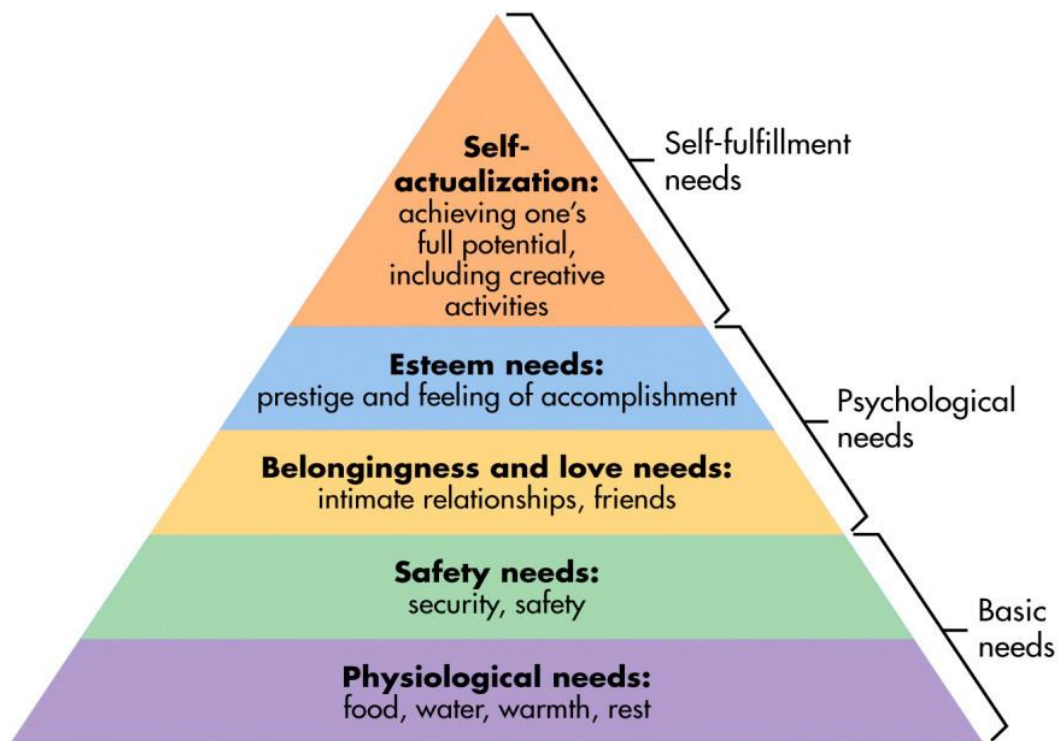 Self-
actualization:
achieving one's
full potential,
including creative
activities
Self-fulfillment
needs
Esteem needs:
prestige and feeling of accomplishment
Belongingness and love needs:
intimate relationships, friends
Psychological
needs
Safety needs:
security, safety
Physiological needs:
food, water, warmth, rest
Basic
needs